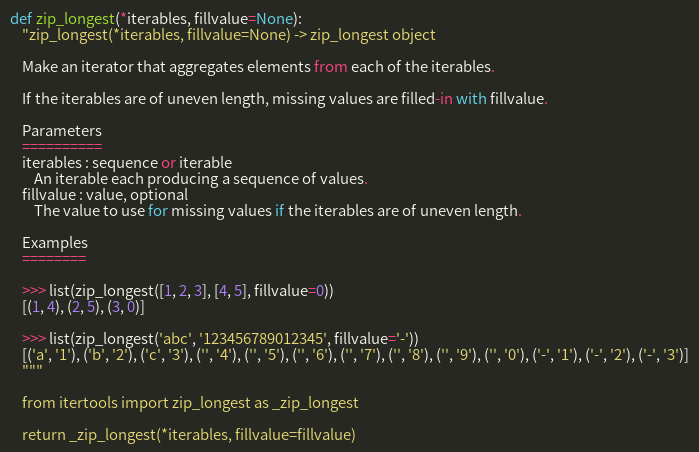 def zip_longest(*iterables, fillvalue=None):
"zip_longest(*iterables, fillvalue=None) -> zip_longest object
Make an iterator that aggregates elements from each of the iterables.
If the iterables are of uneven length, missing values are filled-in with fillvalue.
Parameters
==========
iterables : sequence or iterable
An iterable each producing a sequence of values.
fillvalue : value, optional
The value to use for missing values if the iterables are of uneven length.
Examples
========
>>> list(zip_longest([1, 2, 3], [4, 5], fillvalue=0))
[(1, 4), (2, 5), (3, 0)]
>>> list(zip_longest('abc', '123456789012345', fillvalue='-'))
[('a', '1'), ('b', '2'), ('c', '3'), ('', '4'), ('', '5'), ('', '6'), ('', '7'), ('', '8'), ('', '9'), ('', '0'), ('-', '1'), ('-', '2'), ('-', '3')]
"""
from itertools import zip_longest as _zip_longest
return _zip_longest(*iterables, fillvalue=fillvalue)